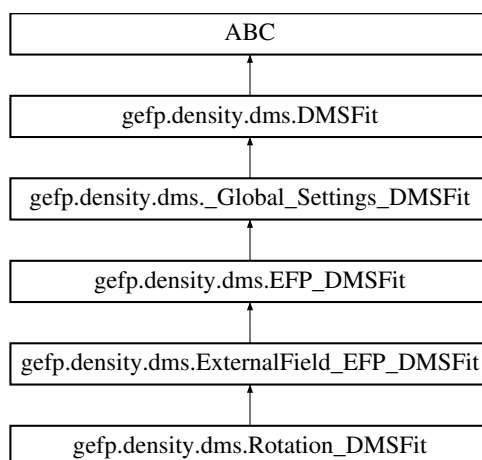 ABC
gefp.density.dms.DMSFit
gefp.density.dms._Global_Settings_DMSFit
gefp.density.dms.EFP_DMSFit
gefp.density.dms.ExternalField_EFP_DMSFit
gefp.density.dms.Rotation_DMSFit